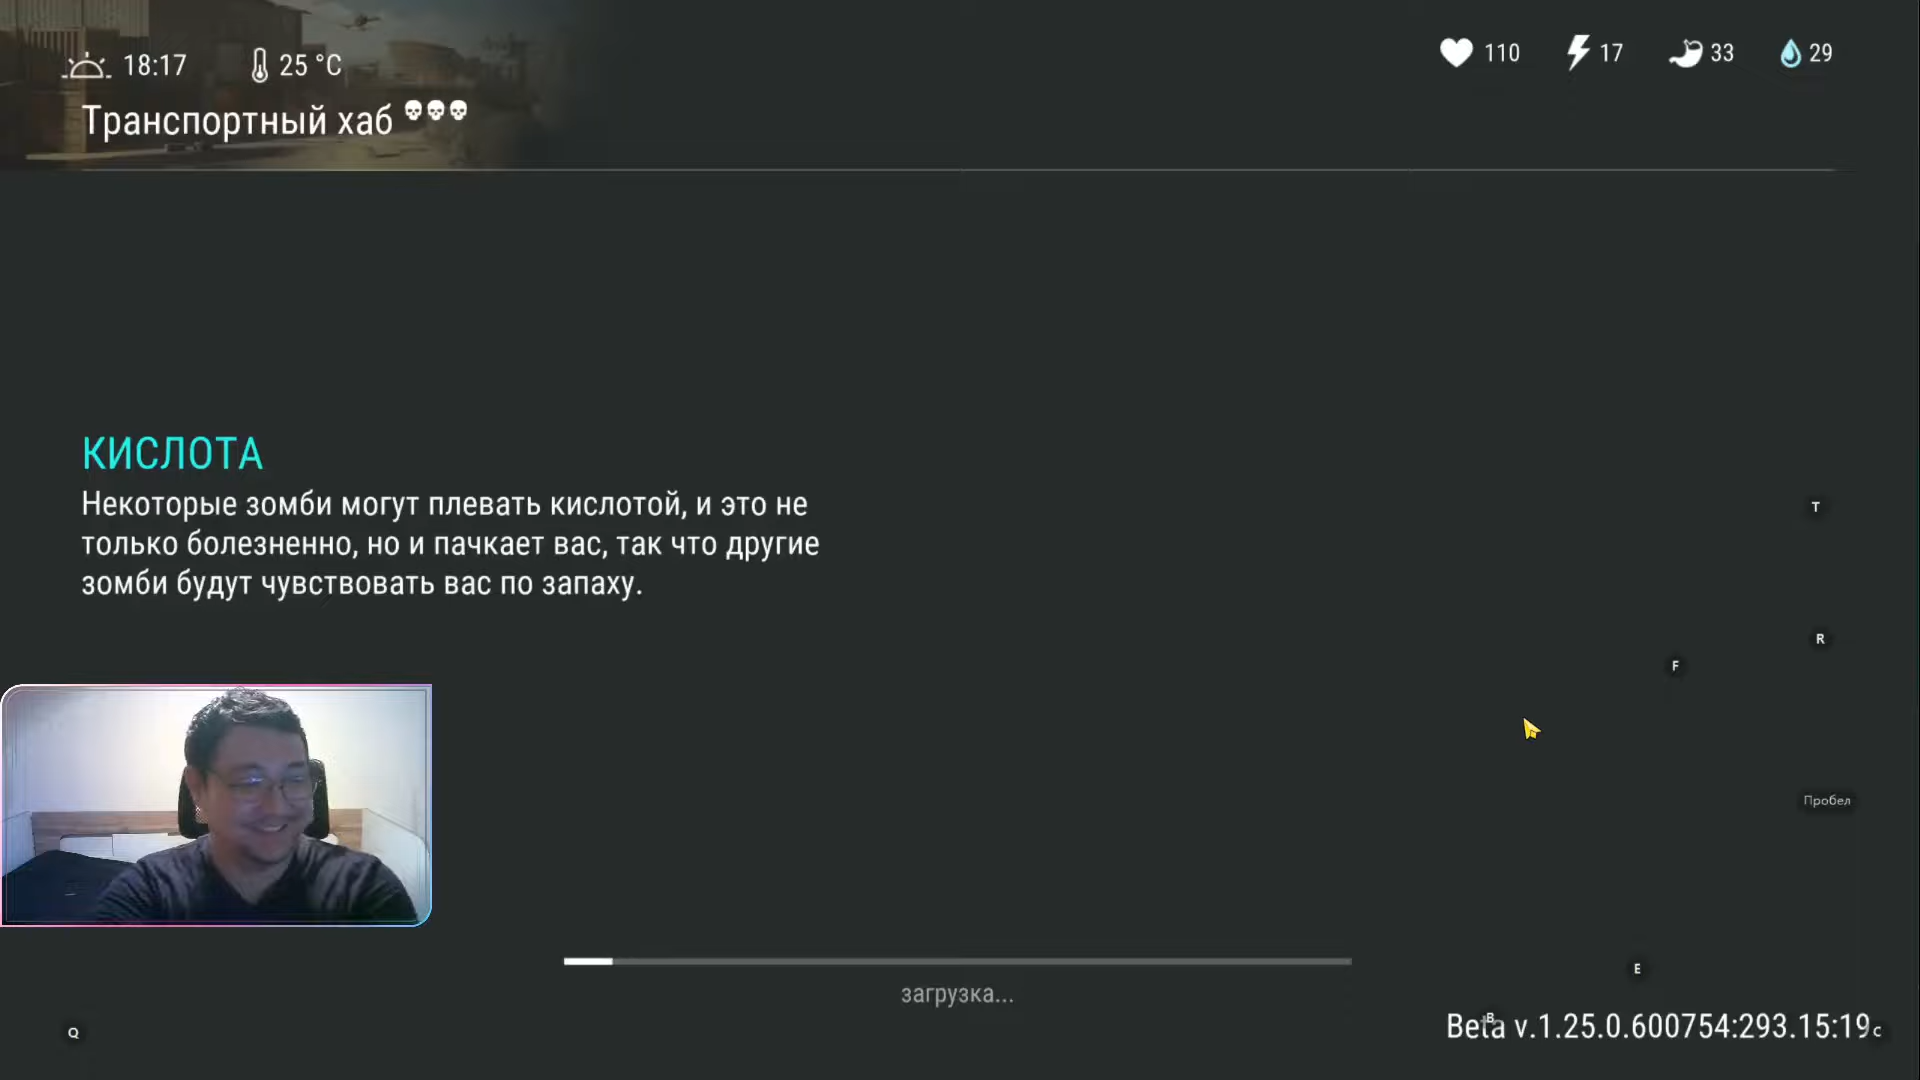 18:17 25 °C
110 17 33 29
Транспортный хаб
КИСЛОТА
Некоторые зомби могут плевать кислотой, и это не
только болезненно, но и пачкает вас, так что другие
зомби будут чувствовать вас по запаху.
T
R
F
Пробел
E
загрузка...
B
Beta v.1.25.0.600754:293.15:19
C
Q